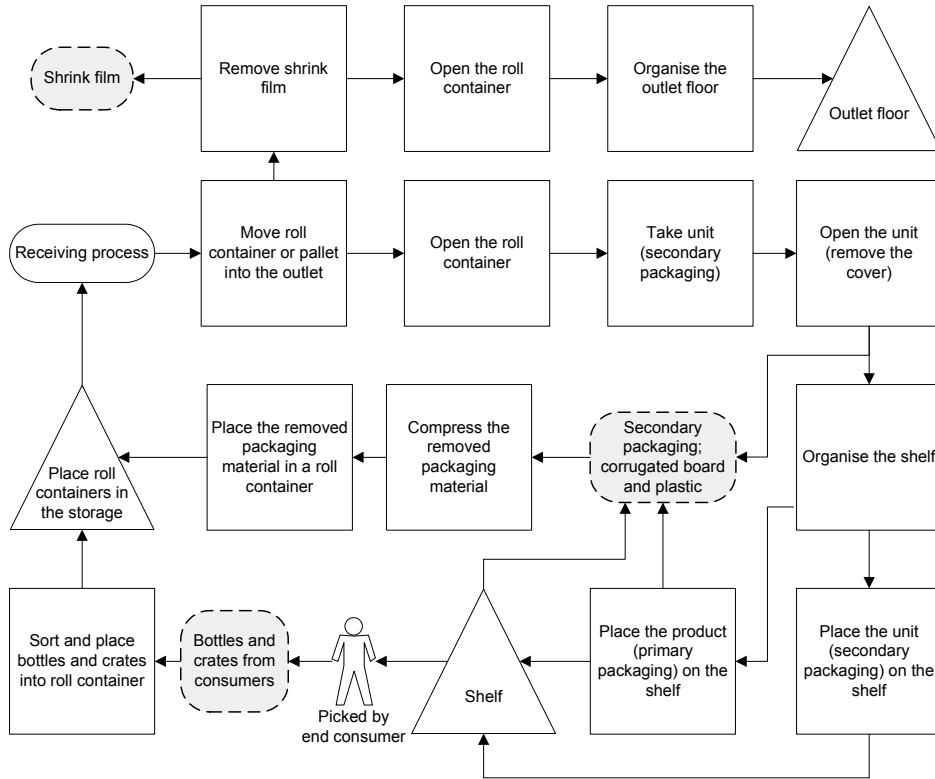 Shrink film
Remove shrink
film
Open the roll
container
Organise the
outlet floor
Outlet floor
Receiving process
Move roll
container or pallet
into the outlet
Open the roll
container
Take unit
(secondary
packaging)
Open the unit
(remove the
cover)
Place roll
containers in
the storage
Place the removed
packaging
material in a roll
container
Compress the
removed
packaging
material
Secondary
packaging;
corrugated board
and plastic
Organise the shelf
Sort and place
bottles and crates
into roll container
Bottles and
crates from
consumers
Picked by
end consumer
Shelf
Place the product
(primary
packaging) on the
shelf
Place the unit
(secondary
packaging) on the
shelf